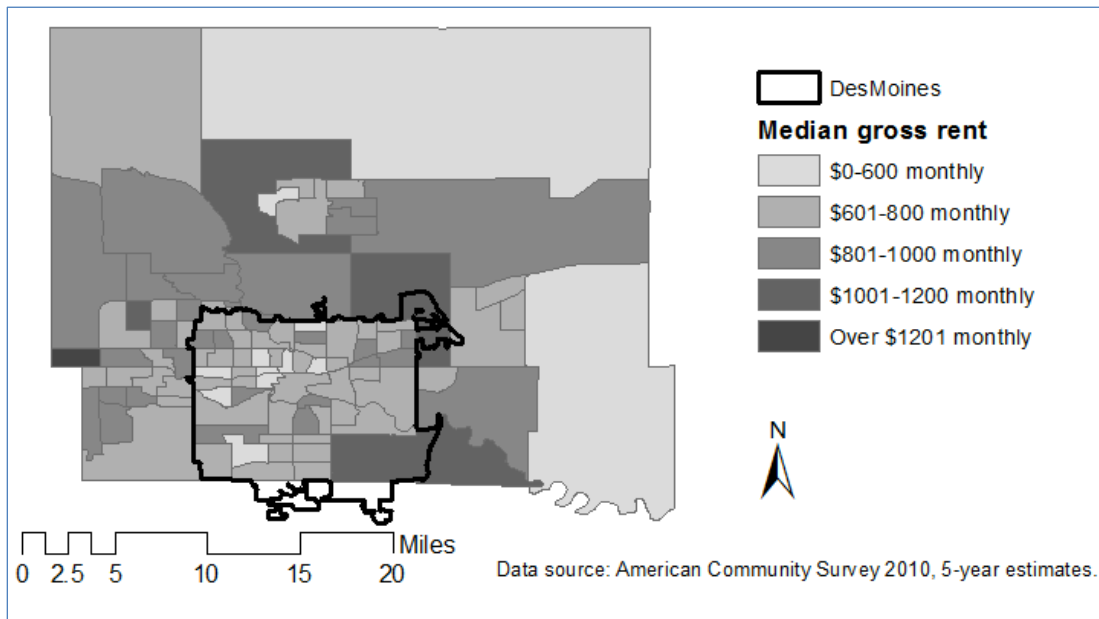 DesMoines
Median gross rent
$0-600 monthly
$601-800 monthly
$801-1000 monthly
$1001-1200 monthly
Over $1201 monthly
N
Miles
0 2.5 5 10 15 20
Data source: American Community Survey 2010, 5-year estimates.